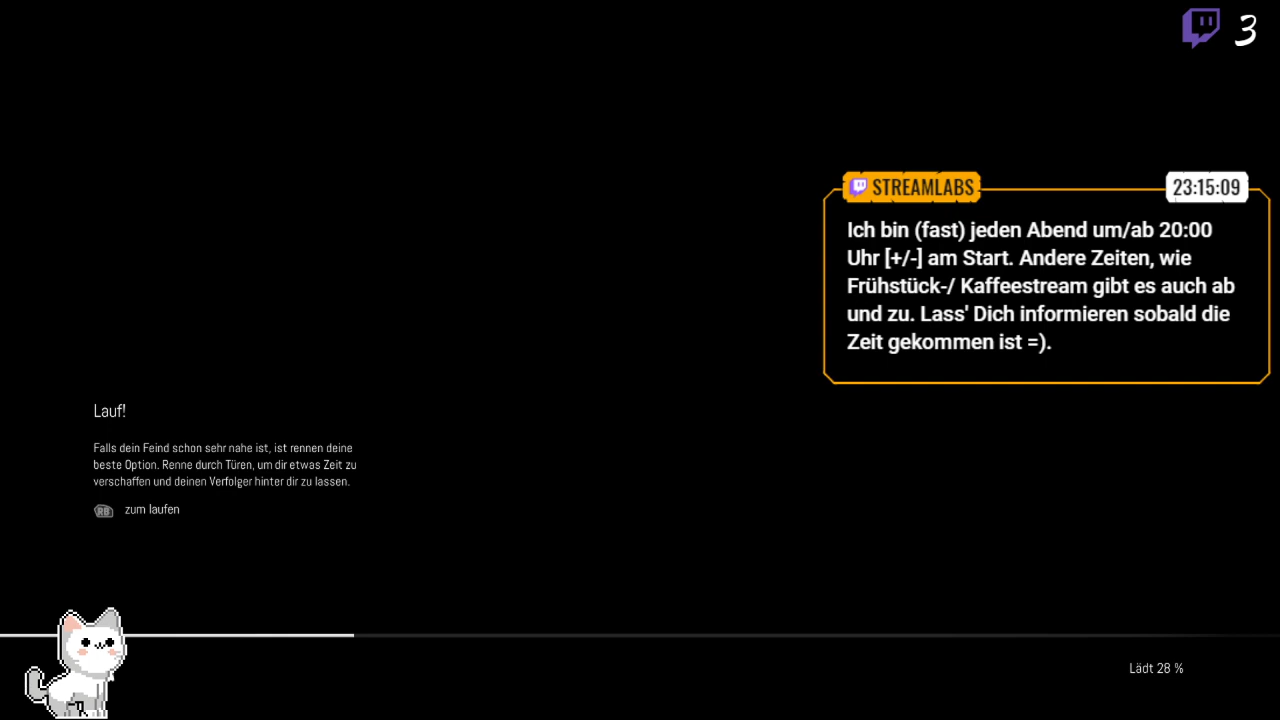 3
STREAMLABS
23:15:09
Ich bin (fast) jeden Abend um/ab 20:00
Uhr [+/-] am Start. Andere Zeiten, wie
Frühstück-/ Kaffeestream gibt es auch ab
und zu. Lass' Dich informieren sobald die
Zeit gekommen ist =).
Lauf!
Falls dein Feind schon sehr nahe ist, ist rennen deine
beste Option. Renne durch Türen, um dir etwas Zeit zu
verschaffen und deinen Verfolger hinter dir zu lassen.
RB zum laufen
Lädt 28 %